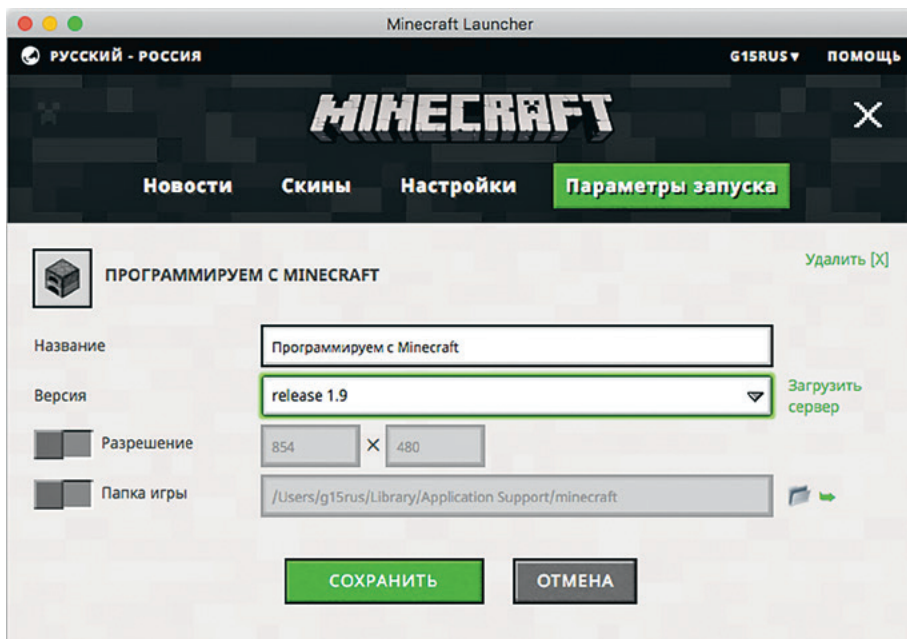 Minecraft Launcher
РУССКИЙ - РОССИЯ G15RUS▾ ПОМОЩЬ
MINECRAFT
Новости Скины Настройки Параметры запуска
ПРОГРАММИРУЕМ С MINECRAFT Удалить [X]
Название Программируем с Minecraft
Версия release 1.9 Загрузить
сервер
Разрешение 854 × 480
Папка игры /Users/g15rus/Library/Application Support/minecraft
СОХРАНИТЬ ОТМЕНА